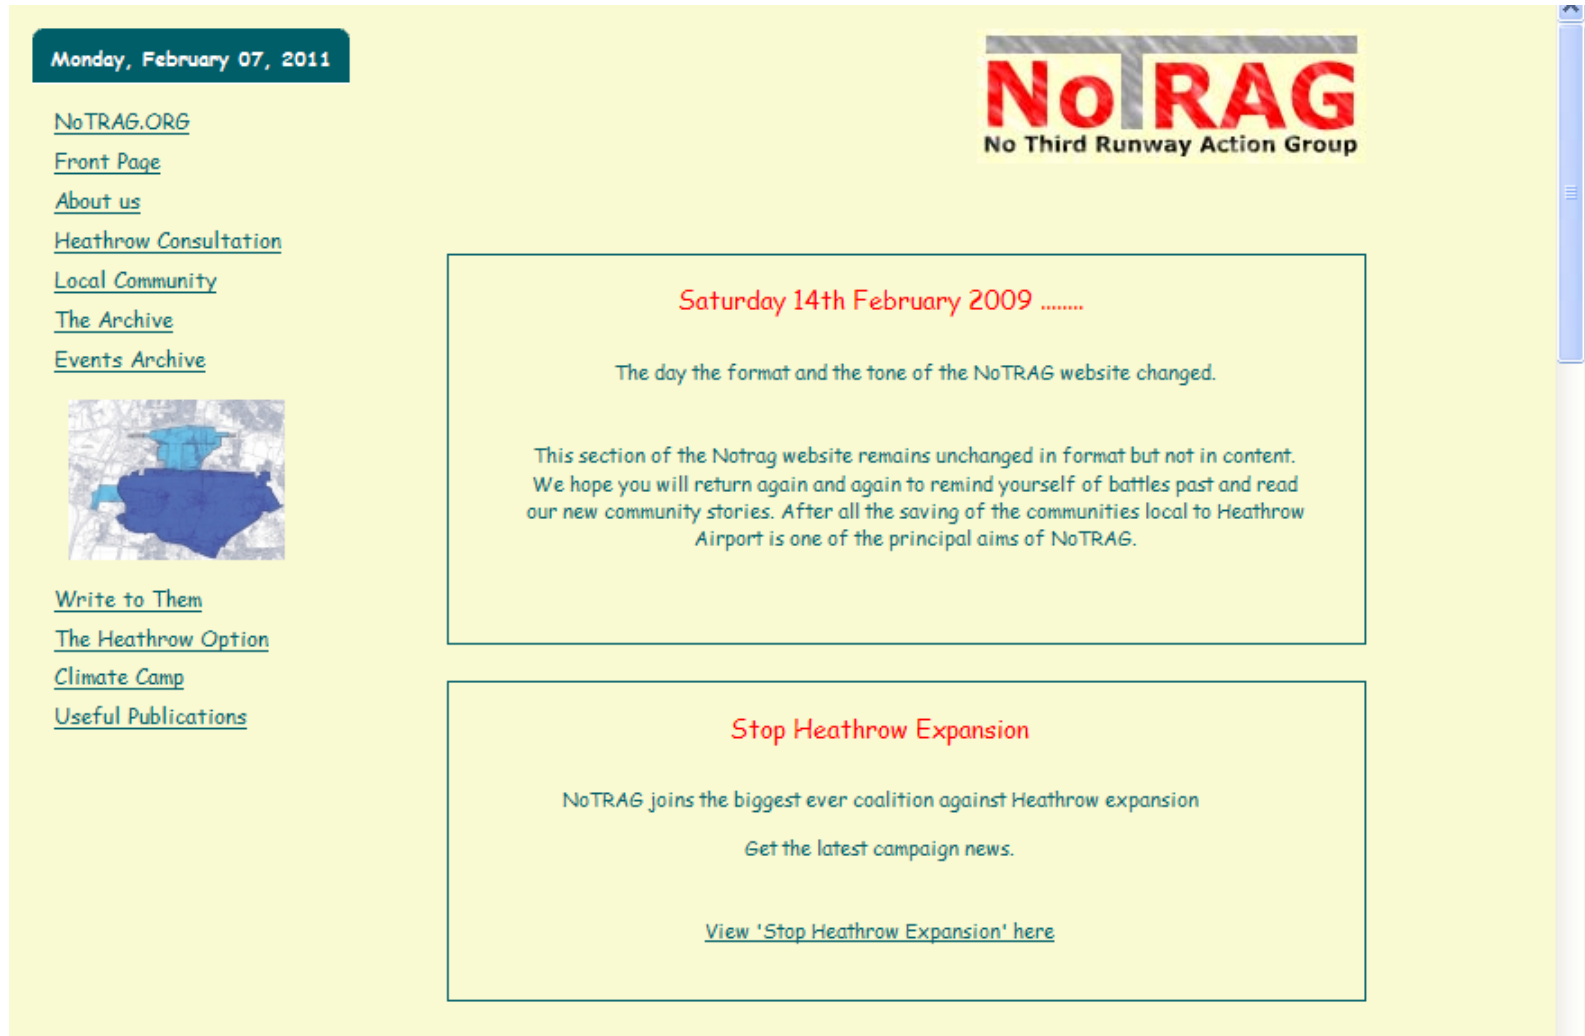 Monday, February 07, 2011
NoTRAG.ORG
Front Page
About us
Heathrow Consultation
Local Community
The Archive
Events Archive
Write to Them
The Heathrow Option
Climate Camp
Useful Publications
NoTRAG
No Third Runway Action Group
Saturday 14th February 2009 ........
The day the format and the tone of the NoTRAG website changed.
This section of the Notrag website remains unchanged in format but not in content.
We hope you will return again and again to remind yourself of battles past and read
our new community stories. After all the saving of the communities local to Heathrow
Airport is one of the principal aims of NoTRAG.
Stop Heathrow Expansion
NoTRAG joins the biggest ever coalition against Heathrow expansion
Get the latest campaign news.
View 'Stop Heathrow Expansion' here